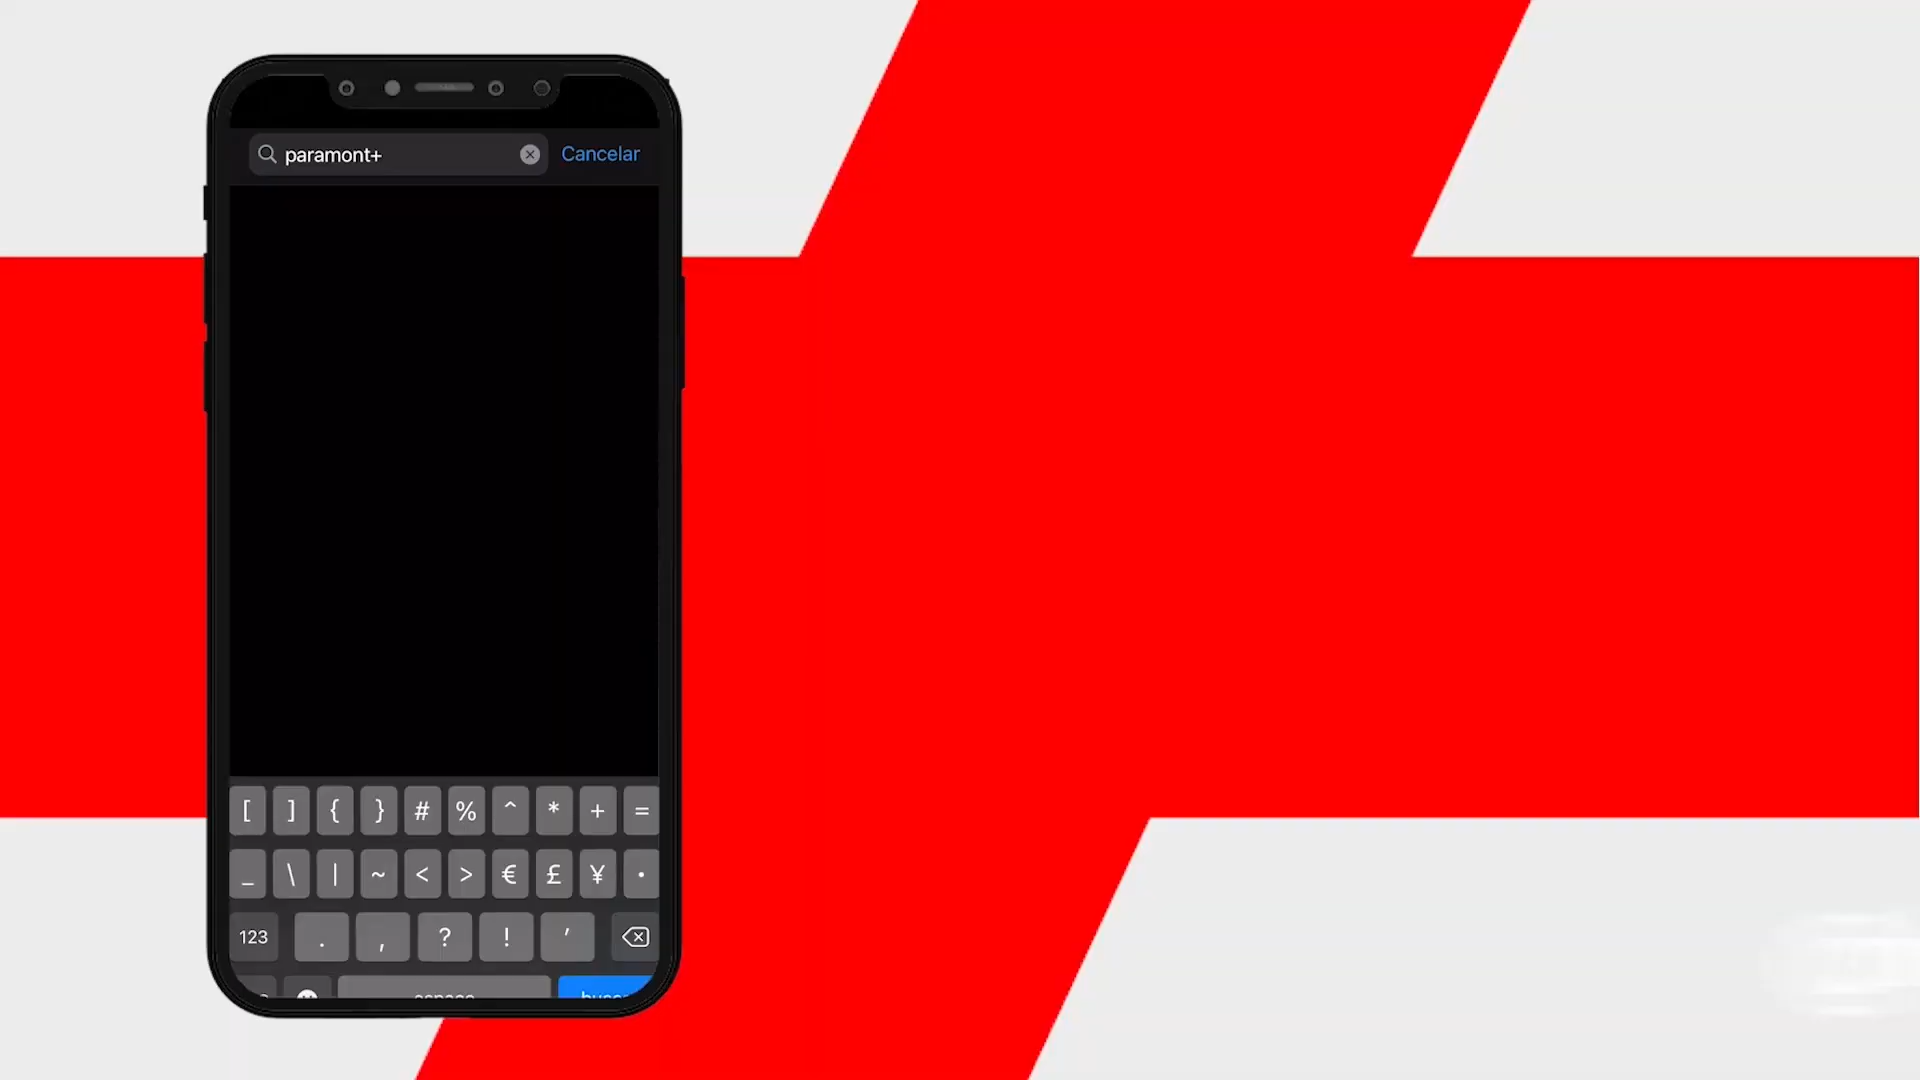 paramont+ Cancelar
[ ] { } # % ^ * + =
_ \ | ~ < > € £ ¥ •
123 . , ? ! ’